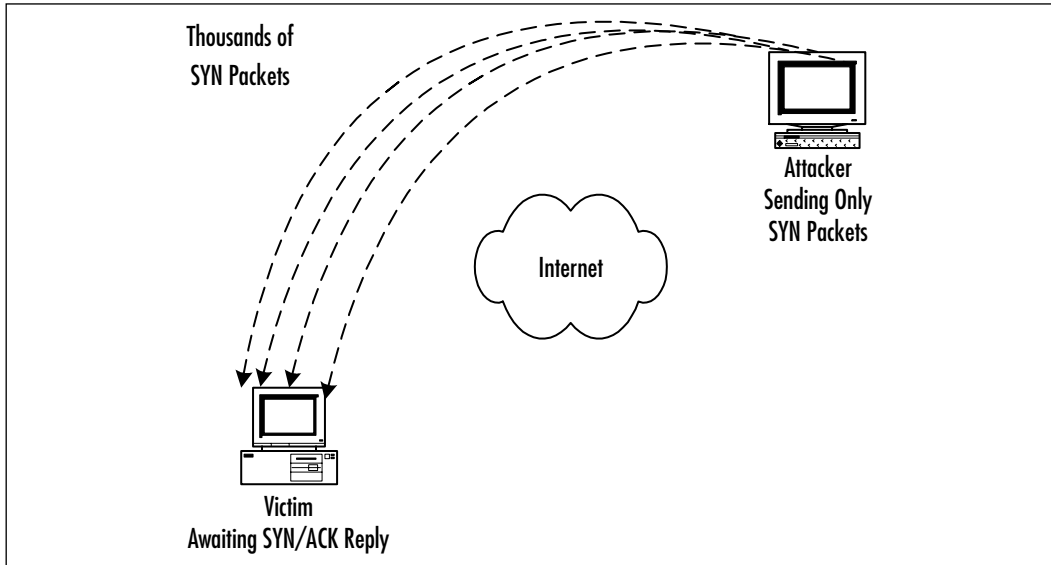 Thousands of
SYN Packets
Attacker
Sending Only
SYN Packets
Internet
Victim
Awaiting SYN/ACK Reply